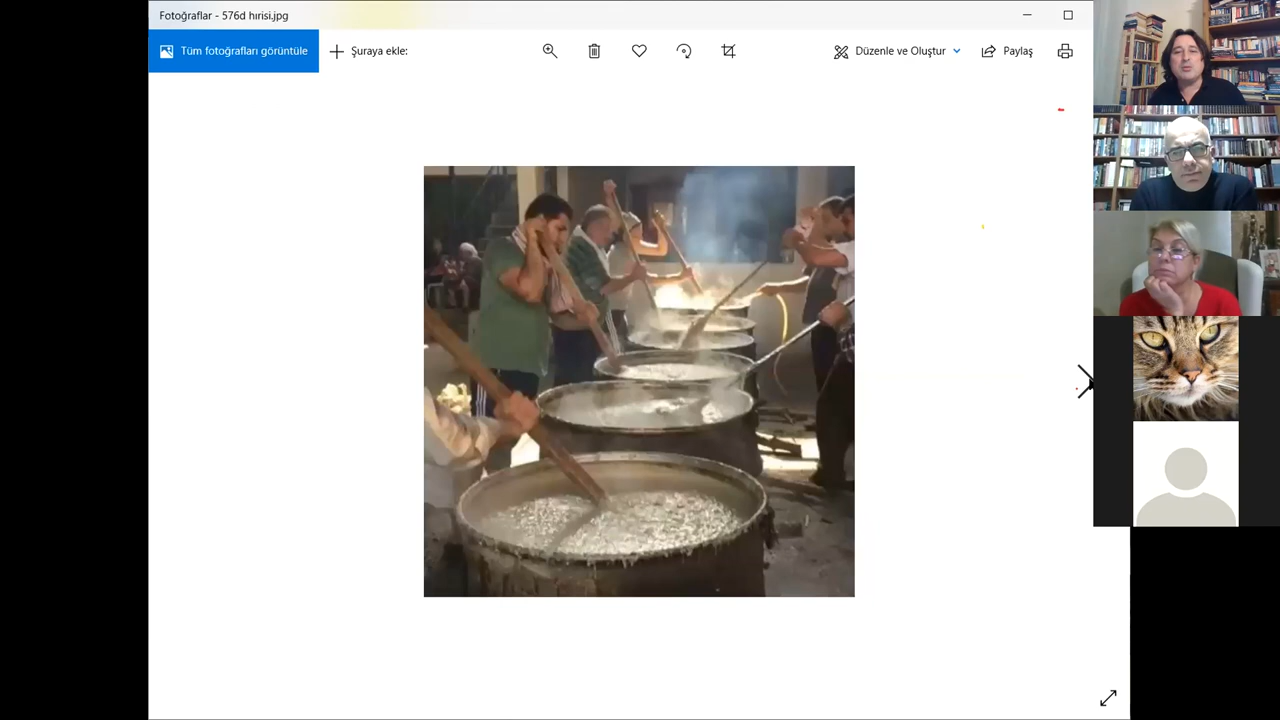 Fotoğraflar - 576d hırisi.jpg
Tüm fotoğrafları görüntüle
Şuraya ekle:
Düzenle ve Oluştur
Paylaş